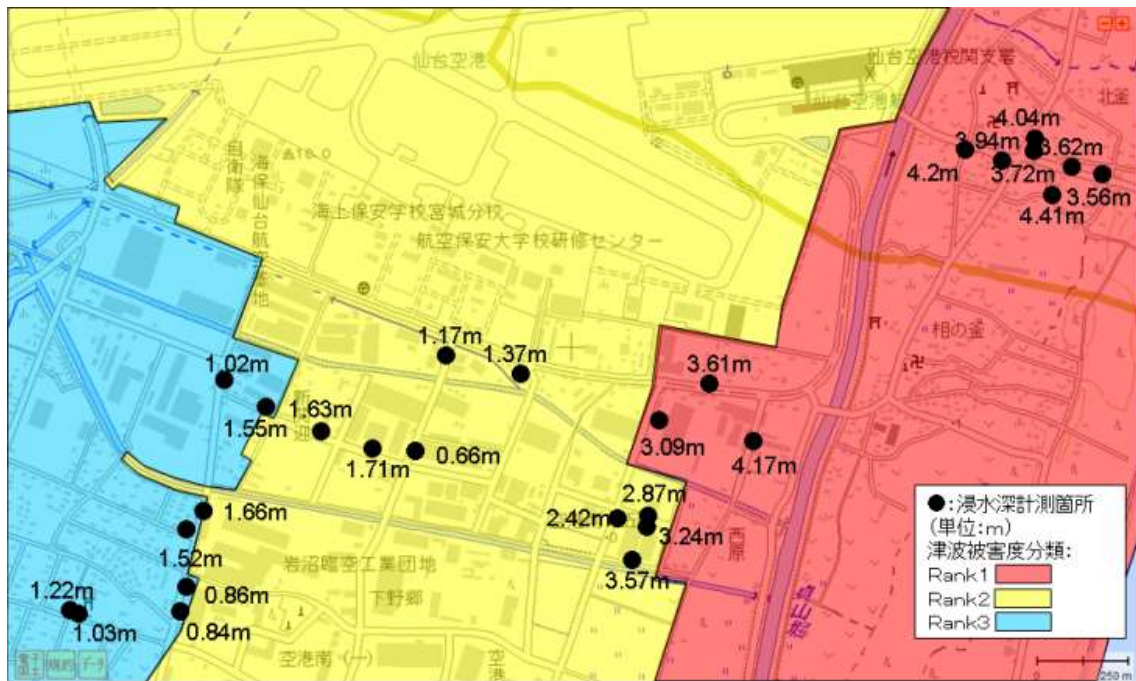 仙台空港
仙台空港税関支署
北釜
自衛隊
海保仙台航空基地
18.0
海上保安学校宮城分校
航空保安大学校研修センター
4.04m
3.94m
3.62m
4.2m
3.72m
3.56m
4.41m
相の釜
1.17m
1.37m
1.02m
3.61m
1.55m
1.63m
1.71m
0.66m
3.09m
4.17m
2.87m
2.42m
3.24m
1.66m
1.52m
3.57m
西原
岩沼臨空工業団地
下野郷
1.22m
0.86m
1.03m
0.84m
貞山堀
空港南(一)
空港
●:浸水深計測箇所
(単位:m)
津波被害度分類:
Rank1
Rank2
Rank3
0
250 m